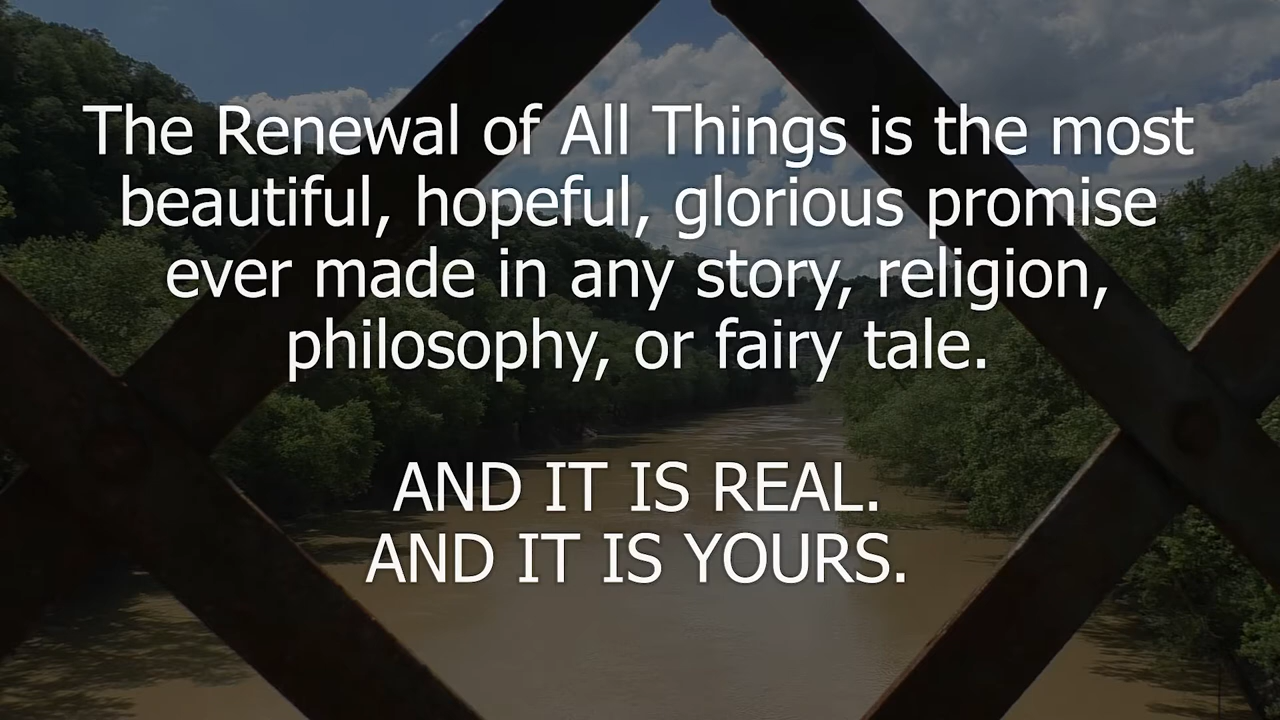 The Renewal of All Things is the most
beautiful, hopeful, glorious promise
ever made in any story, religion,
philosophy, or fairy tale.
AND IT IS REAL.
AND IT IS YOURS.